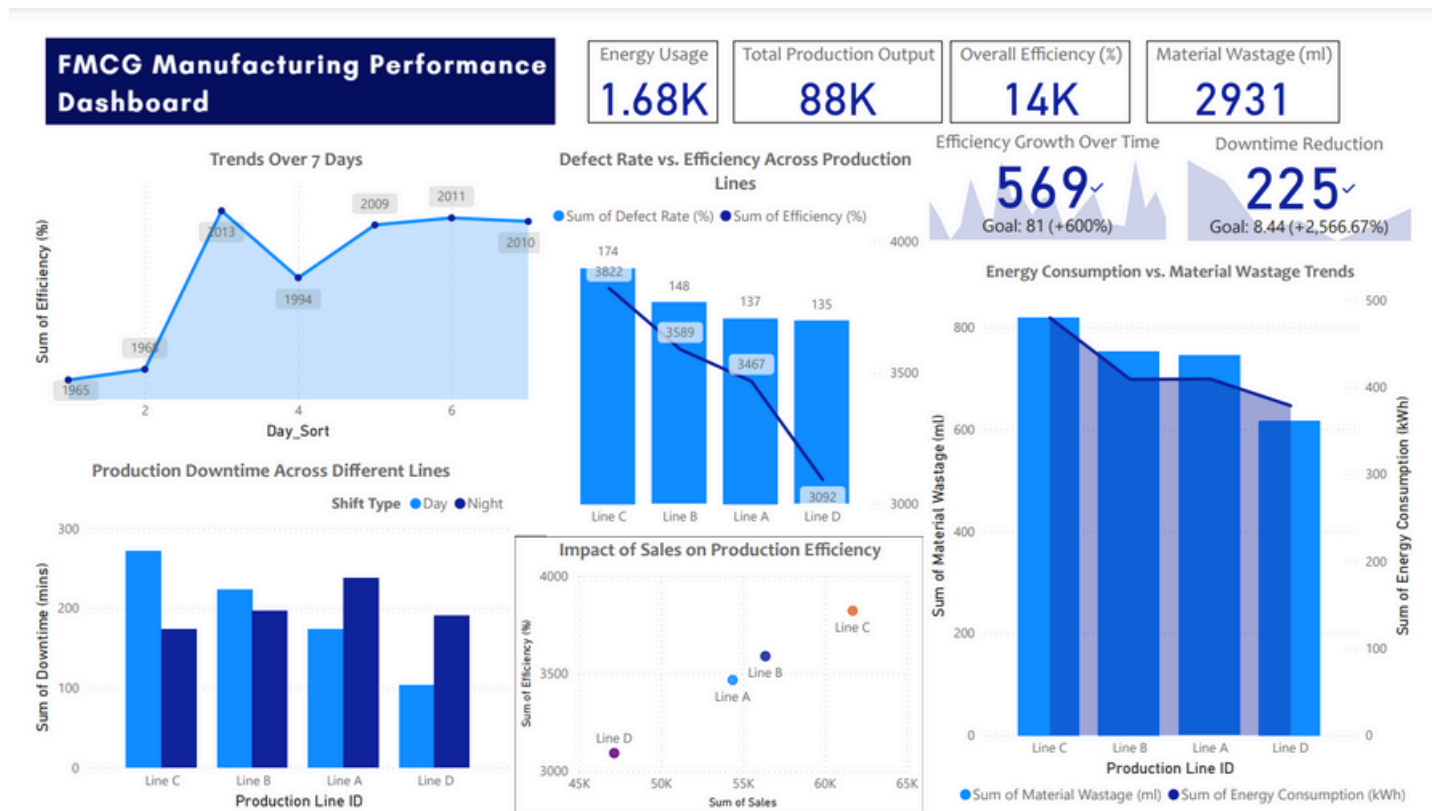 FMCG Manufacturing Performance
Dashboard
Energy Usage
1.68K
Total Production Output
88K
Overall Efficiency (%)
14K
Material Wastage (ml)
2931
Trends Over 7 Days
Sum of Efficiency (%)
1965
2013
1994
2009
2011
2010
2
4
6
Day_Sort
Defect Rate vs. Efficiency Across Production
Lines
Sum of Defect Rate (%)
Sum of Efficiency (%)
174
3822
148
3589
137
3467
135
3092
4000
3500
3000
Line C
Line B
Line A
Line D
Efficiency Growth Over Time
569
Goal: 81 (+600%)
Downtime Reduction
225
Goal: 8.44 (+2,566.67%)
Energy Consumption vs. Material Wastage Trends
Sum of Material Wastage (ml)
800
600
400
200
0
500
400
300
200
100
0
Sum of Energy Consumption (kWh)
Line C
Line B
Line A
Line D
Production Line ID
Sum of Material Wastage (ml)
Sum of Energy Consumption (kWh)
Production Downtime Across Different Lines
Shift Type
Day
Night
Sum of Downtime (mins)
300
200
100
0
Line C
Line B
Line A
Line D
Production Line ID
Impact of Sales on Production Efficiency
Sum of Efficiency (%)
4000
3500
3000
Line C
Line B
Line A
Line D
45K
50K
55K
60K
65K
Sum of Sales